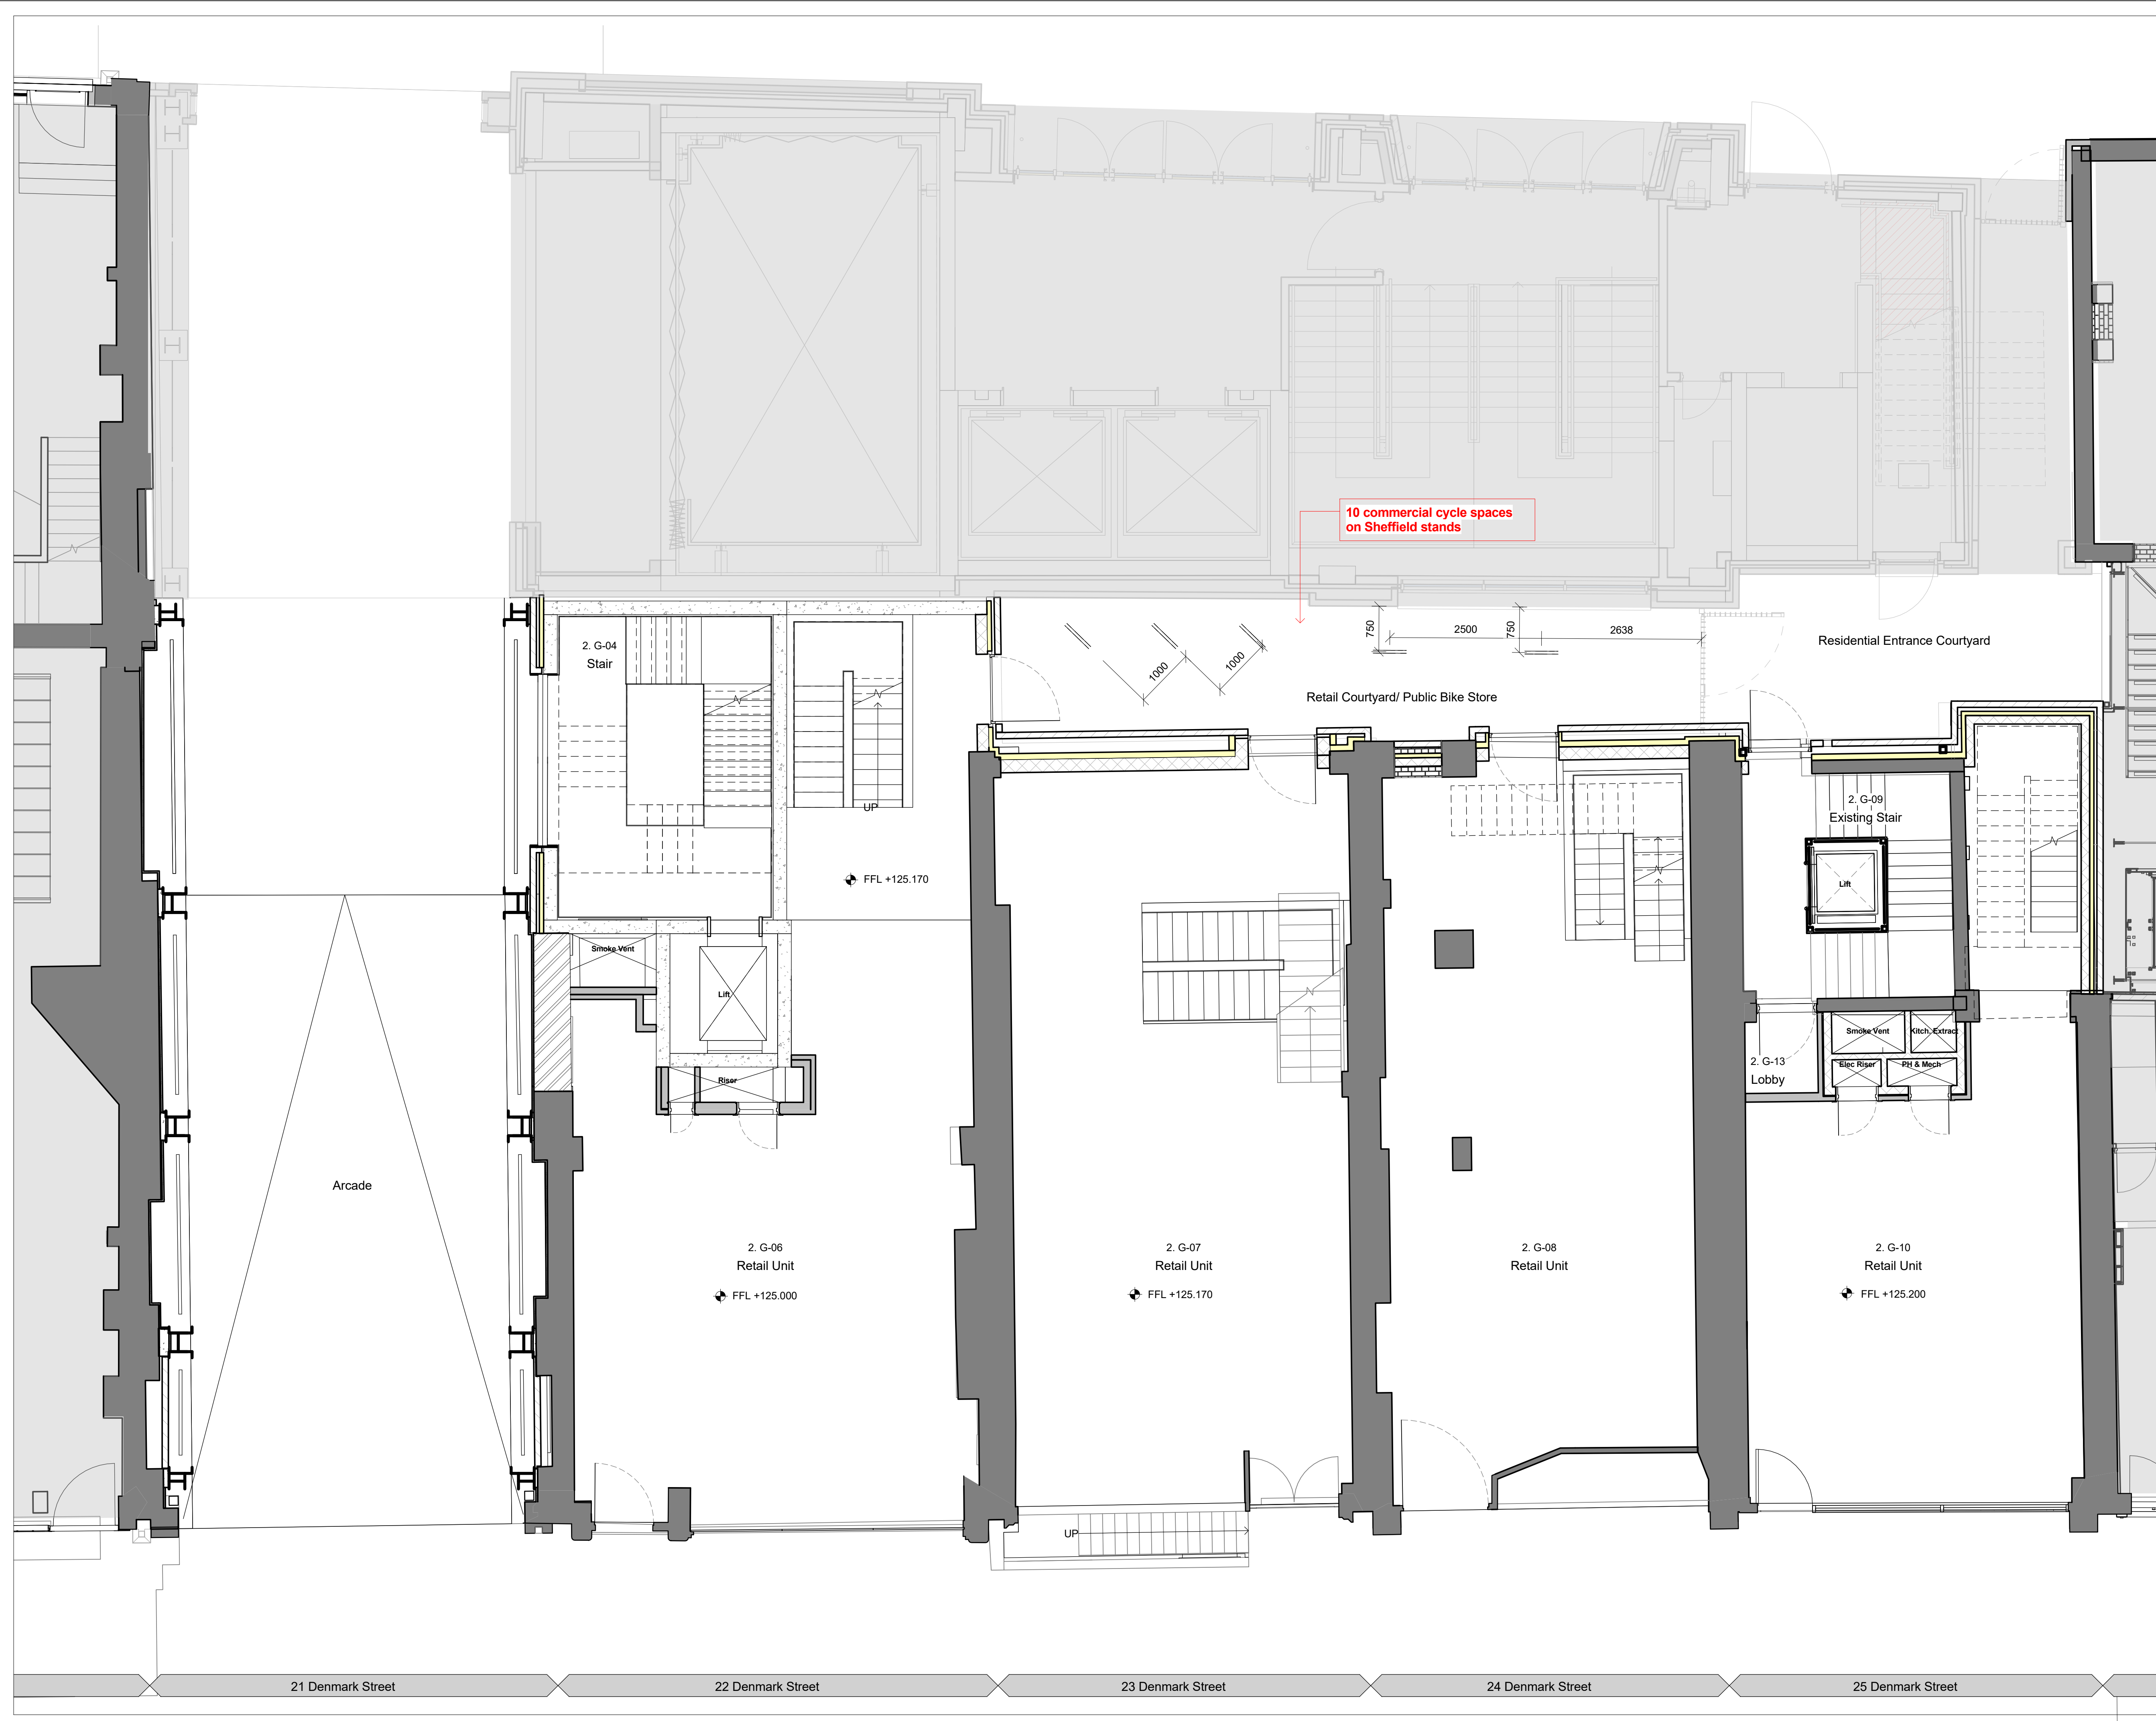 10 commercial cycle spaces
on Sheffield stands
750
2500
750
2638
1000
1000
Residential Entrance Courtyard
Retail Courtyard/ Public Bike Store
2. G-04
Stair
UP
FFL +125.170
Smoke Vent
Lift
Riser
2. G-09
Existing Stair
Lift
Smoke Vent
Kitch. Extract
Elec Riser
PH & Mech
2. G-13
Lobby
Arcade
2. G-06
Retail Unit
FFL +125.000
2. G-07
Retail Unit
FFL +125.170
2. G-08
Retail Unit
2. G-10
Retail Unit
FFL +125.200
UP
21 Denmark Street
22 Denmark Street
23 Denmark Street
24 Denmark Street
25 Denmark Street